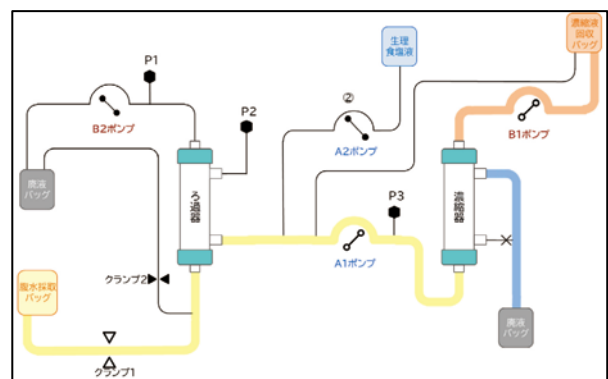 濃縮液
回収
バッグ
生理
食塩液
P1
②
P2
B2ポンプ
A2ポンプ
B1ポンプ
廃液
バッグ
ろ過器
濃縮器
P3
A1ポンプ
クランプ2
腹水採取
バッグ
廃液
バッグ
クランプ1